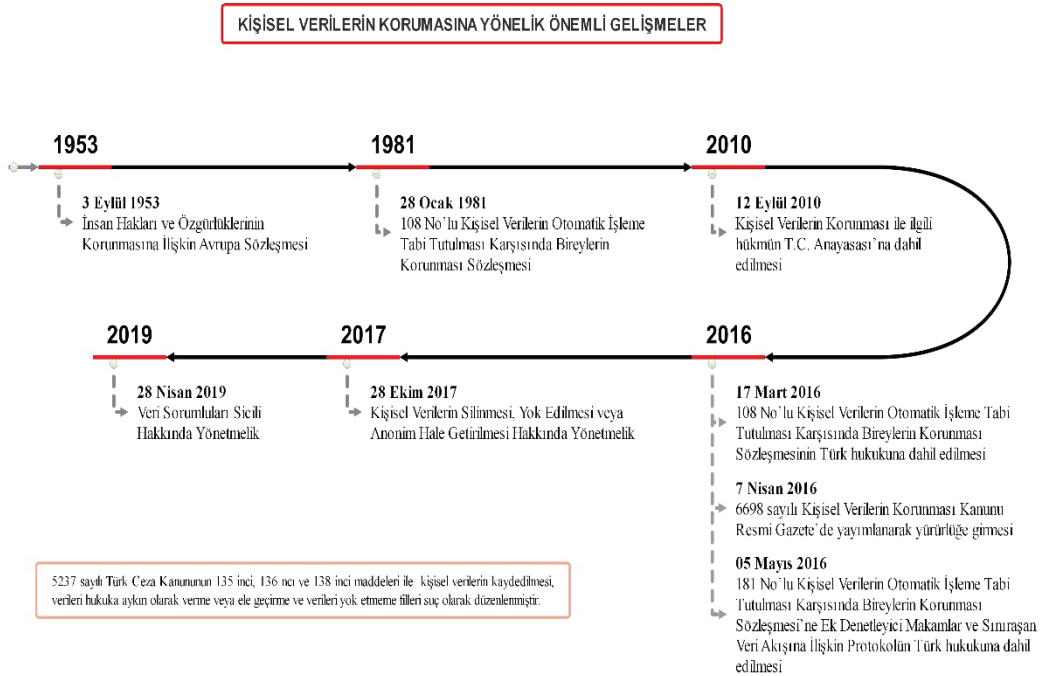 KİŞİSEL VERİLERİN KORUMASINA YÖNELİK ÖNEMLİ GELİŞMELER
1953
3 Eylül 1953
İnsan Hakları ve Özgürlüklerinin
Korunmasına İlişkin Avrupa Sözleşmesi
1981
28 Ocak 1981
108 No'lu Kişisel Verilerin Otomatik İşleme
Tabi Tutulması Karşısında Bireylerin
Korunması Sözleşmesi
2010
12 Eylül 2010
Kişisel Verilerin Korunması ile ilgili
hükmün T.C. Anayasası'na dahil
edilmesi
2016
17 Mart 2016
108 No'lu Kişisel Verilerin Otomatik İşleme Tabi
Tutulması Karşısında Bireylerin Korunması
Sözleşmesinin Türk hukukuna dahil edilmesi
7 Nisan 2016
6698 sayılı Kişisel Verilerin Korunması Kanunu
Resmi Gazete'de yayımlanarak yürürlüğe girmesi
05 Mayıs 2016
181 No'lu Kişisel Verilerin Otomatik İşleme Tabi
Tutulması Karşısında Bireylerin Korunması
Sözleşmesi'ne Ek Denetleyici Makamlar ve Sınıraşan
Veri Akışına İlişkin Protokolün Türk hukukuna dahil
edilmesi
2017
28 Ekim 2017
Kişisel Verilerin Silinmesi, Yok Edilmesi veya
Anonim Hale Getirilmesi Hakkında Yönetmelik
2019
28 Nisan 2019
Veri Sorumluları Sicili
Hakkında Yönetmelik
5237 sayılı Türk Ceza Kanununun 135 inci, 136 ncı ve 138 inci maddeleri ile kişisel verilerin kaydedilmesi,
verileri hukuka aykırı olarak verme veya ele geçirme ve verileri yok etmeme fiilleri suç olarak düzenlenmiştir.